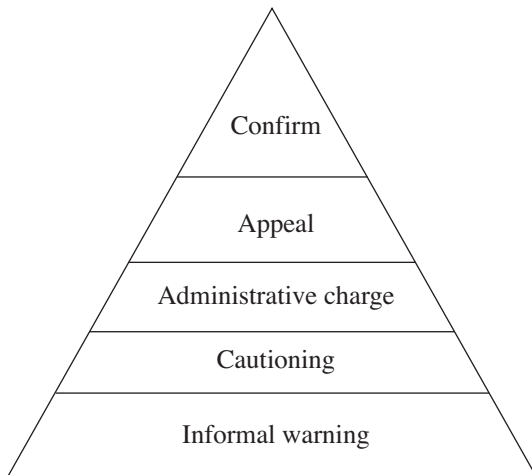 Confirm
Appeal
Administrative charge
Cautioning
Informal warning